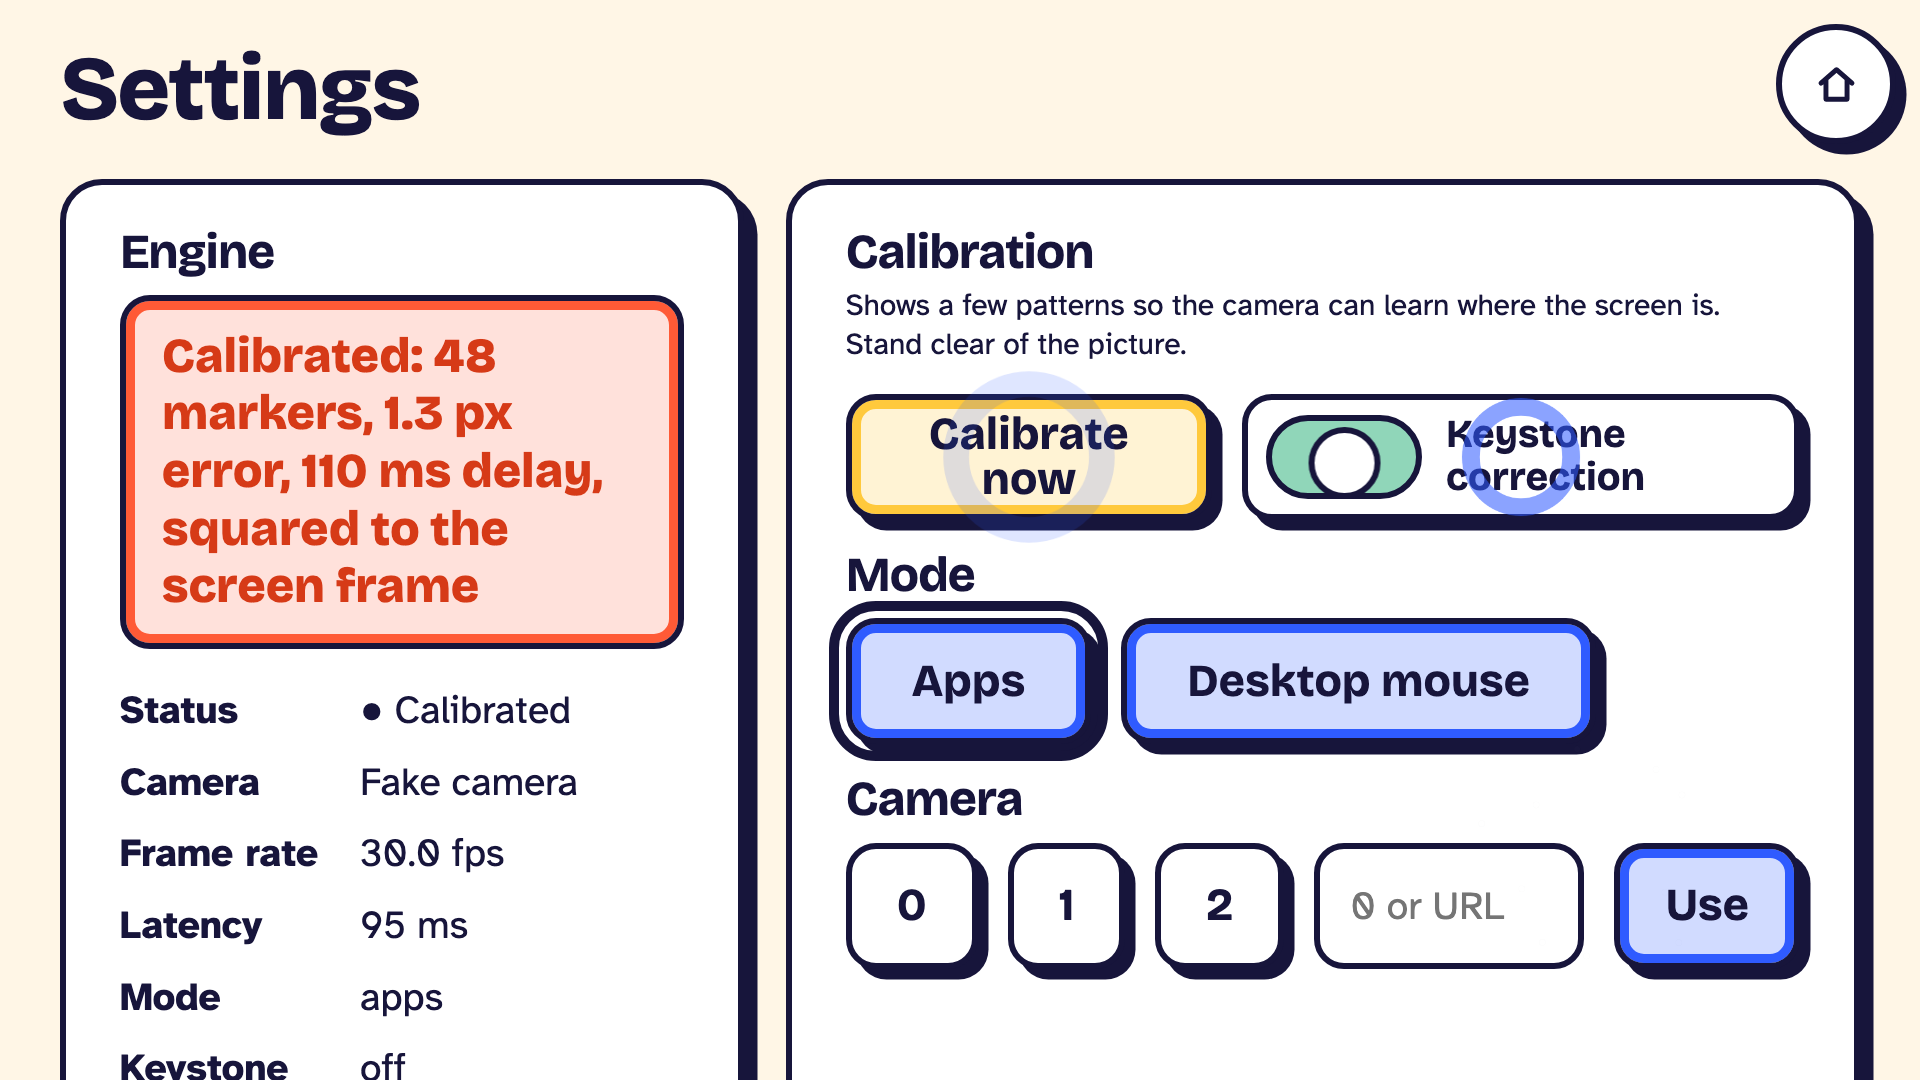 Settings
Engine
Calibrated: 48
markers, 1.3 px
error, 110 ms delay,
squared to the
screen frame
Status ● Calibrated
Camera Fake camera
Frame rate 30.0 fps
Latency 95 ms
Mode apps
Keystone off
Calibration
Shows a few patterns so the camera can learn where the screen is.
Stand clear of the picture.
Calibrate
now
Keystone
correction
Mode
Apps Desktop mouse
Camera
0 1 2 0 or URL Use